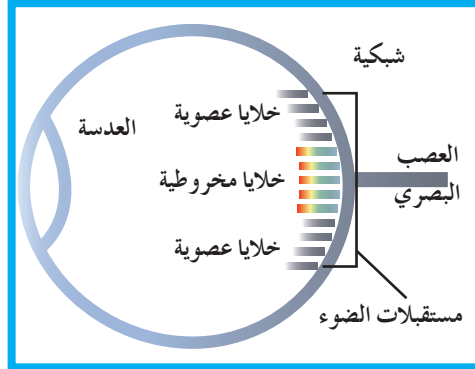 شبكية
خلايا عصوية
العدسة
العصب
البصري
خلايا مخروطية
خلايا عصوية
مستقبلات الضوء